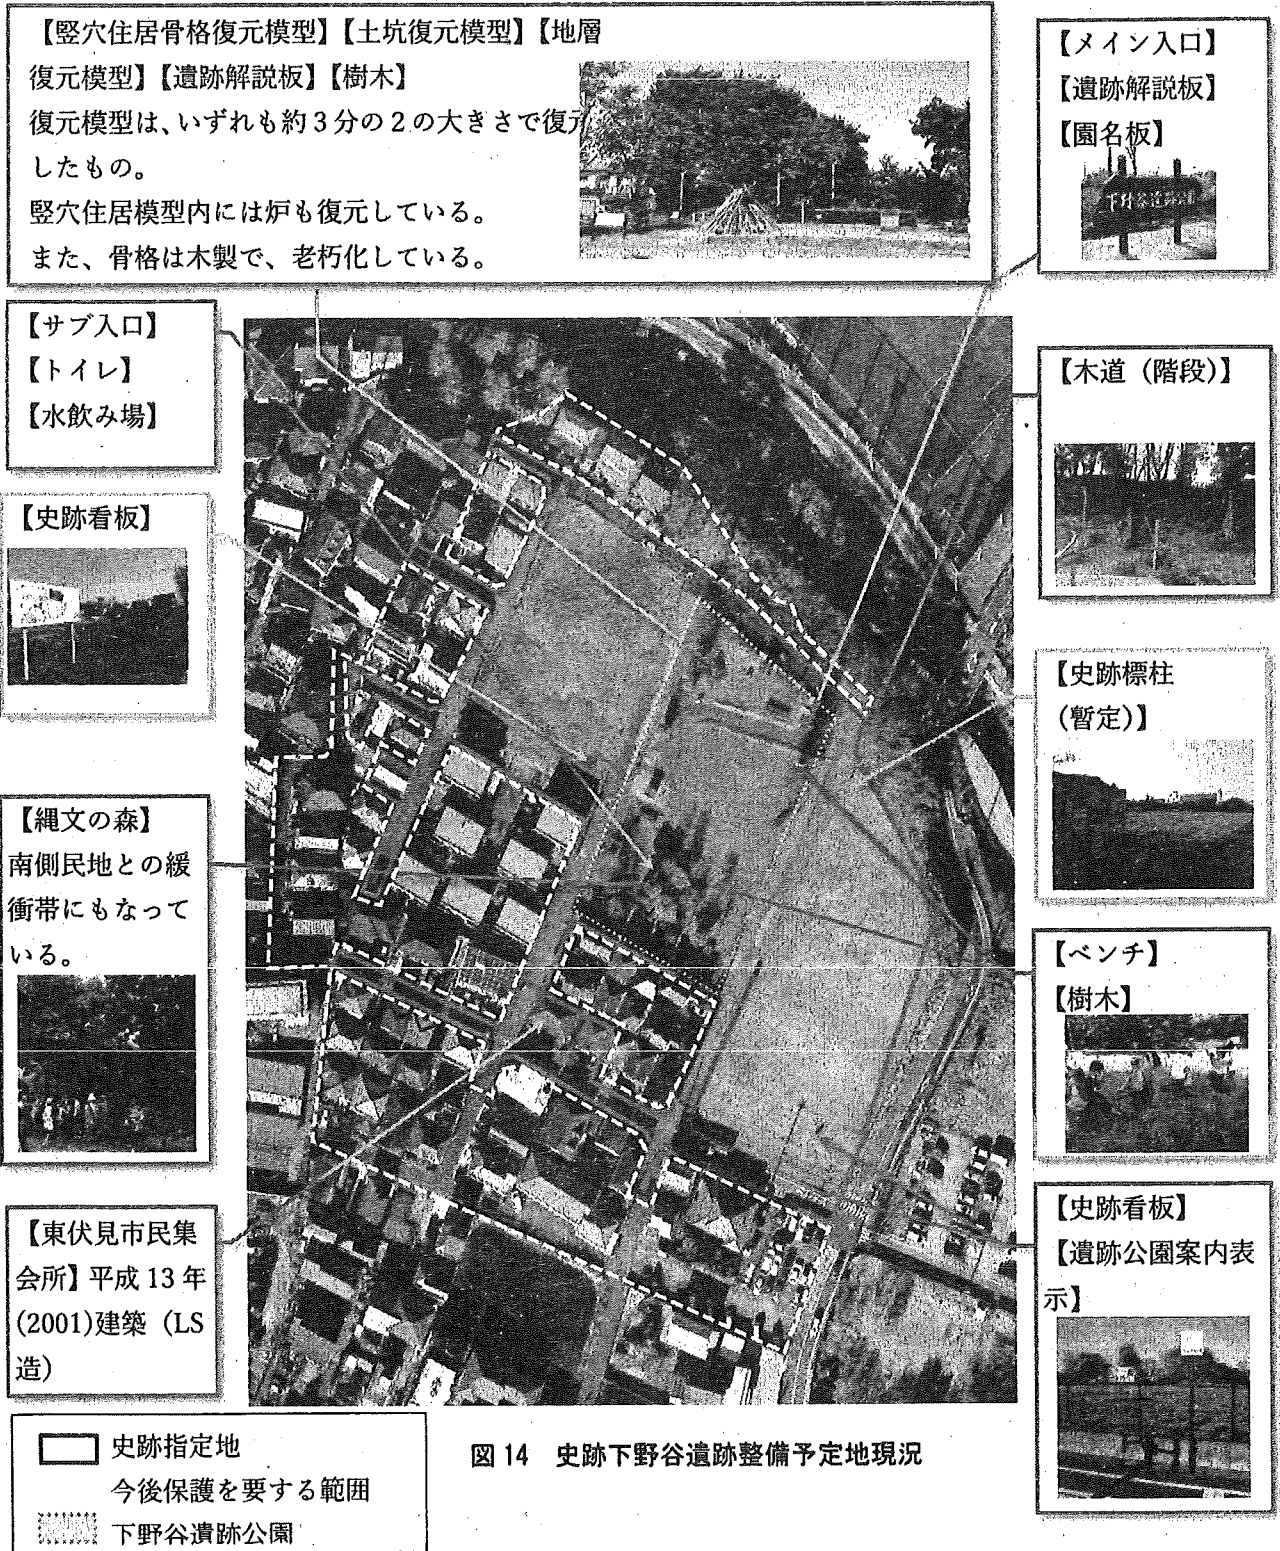 【竪穴住居骨格復元模型】【土坑復元模型】【地層
復元模型】【遺跡解説板】【樹木】
復元模型は、いずれも約3分の2の大きさで復元
したもの。
竪穴住居模型内には炉も復元している。
また、骨格は木製で、老朽化している。
【メイン入口】
【遺跡解説板】
【園名板】
下野谷遺跡公園
【サブ入口】
【トイレ】
【水飲み場】
【木道（階段）】
【史跡看板】
【史跡標柱
（暫定）】
【縄文の森】
南側民地との緩
衝帯にもなって
いる。
【ベンチ】
【樹木】
【東伏見市民集
会所】平成13年
(2001)建築（LS
造）
【史跡看板】
【遺跡公園案内表
示】
史跡指定地
今後保護を要する範囲
下野谷遺跡公園
図14　史跡下野谷遺跡整備予定地現況